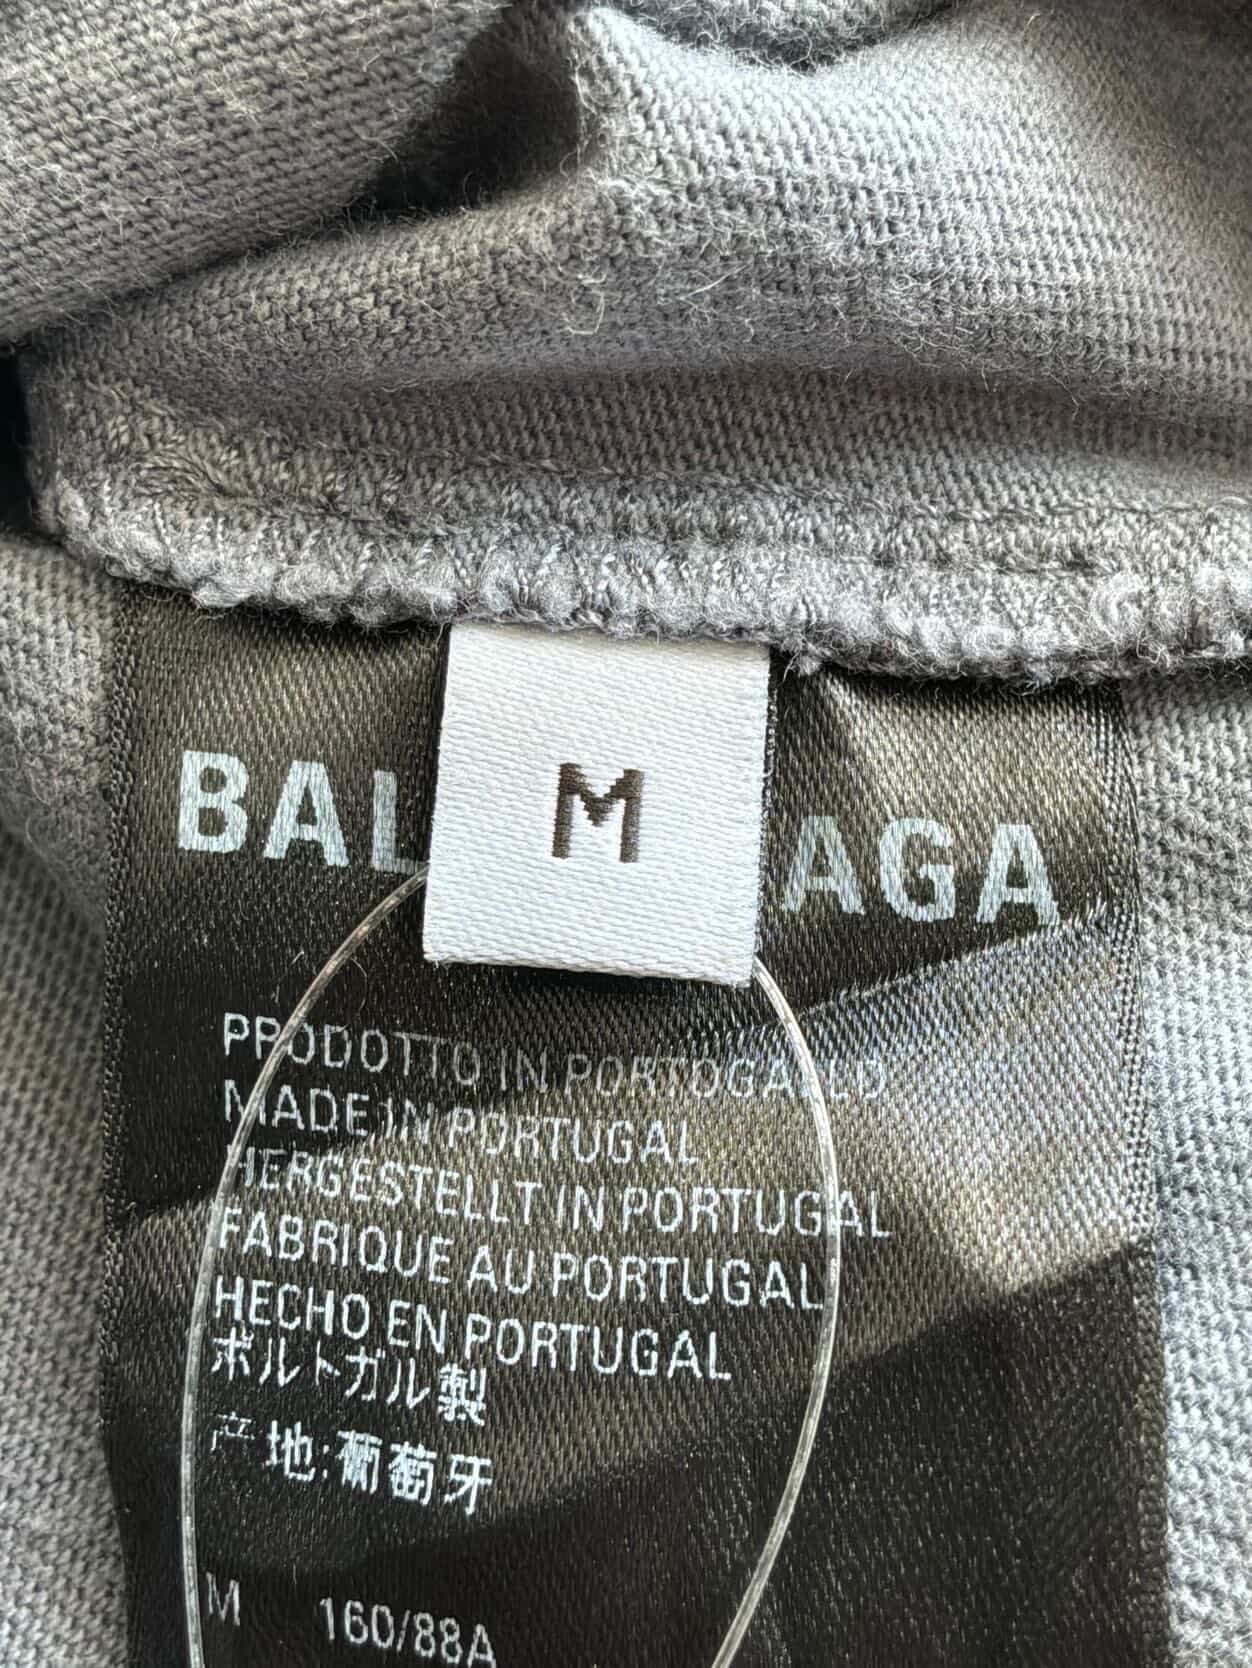 M
BAL AGA
PRODOTTO IN PORTOGALLO
MADE IN PORTUGAL
HERGESTELLT IN PORTUGAL
FABRIQUE AU PORTUGAL
HECHO EN PORTUGAL
ポルトガル製
产地:葡萄牙
M 160/88A